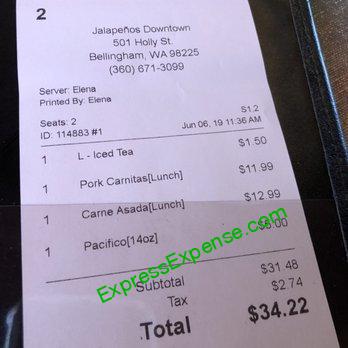 2
Jalapeños Downtown
501 Holly St.
Bellingham, WA 98225
(360) 671-3099
Server: Elena
Printed By: Elena
Seats: 2 S1,2
ID: 114883 #1 Jun 06, 19 11:36 AM
1 L - Iced Tea $1.50
1 Pork Carnitas[Lunch] $11.99
1 Carne Asada[Lunch] $12.99
1 Pacifico[14oz] $5.00
ExpressExpense.com
Subtotal $31.48
Tax $2.74
Total $34.22